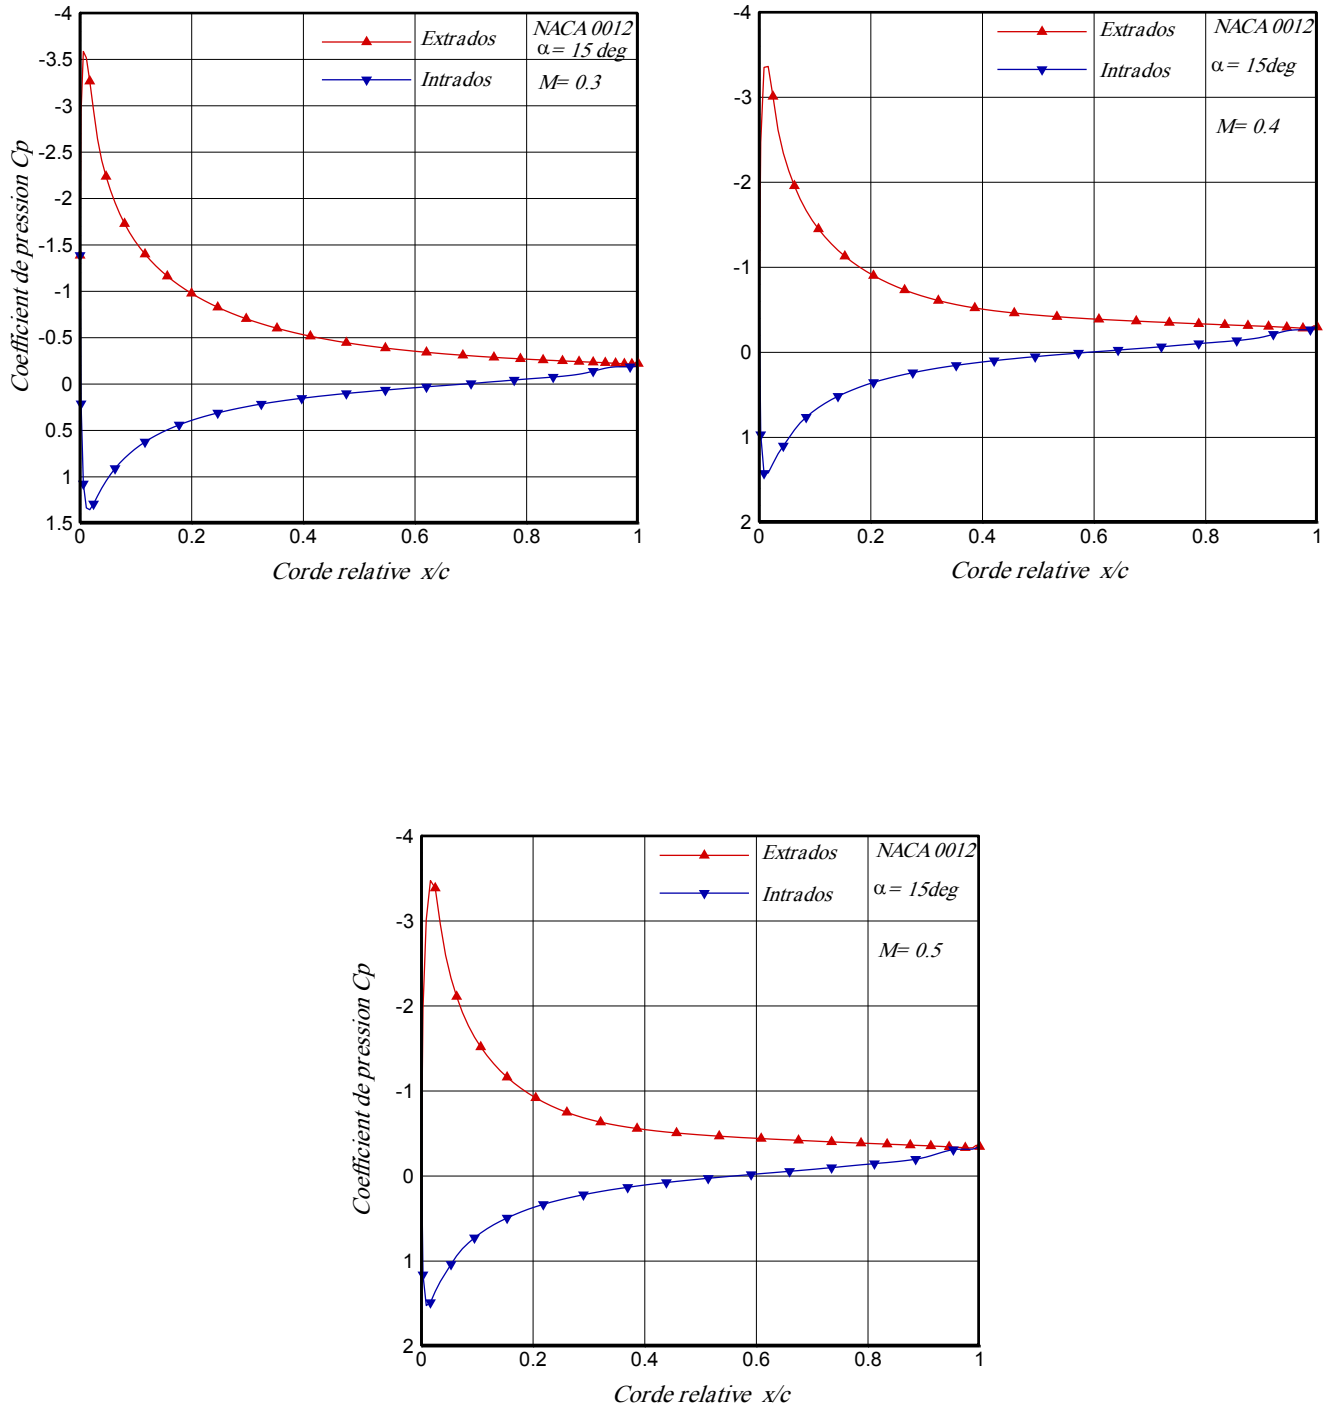 -4
-3.5
-3
-2.5
-2
-1.5
-1
-0.5
0
0.5
1
1.5
0 0.2 0.4 0.6 0.8 1
Coefficient de pression Cp
Corde relative x/c
Extrados
Intrados
NACA 0012
α = 15 deg
M= 0.3
-4
-3
-2
-1
0
1
2
0 0.2 0.4 0.6 0.8 1
Corde relative x/c
Extrados
Intrados
NACA 0012
α = 15deg
M= 0.4
-4
-3
-2
-1
0
1
2
0 0.2 0.4 0.6 0.8 1
Coefficient de pression Cp
Corde relative x/c
Extrados
Intrados
NACA 0012
α = 15deg
M= 0.5